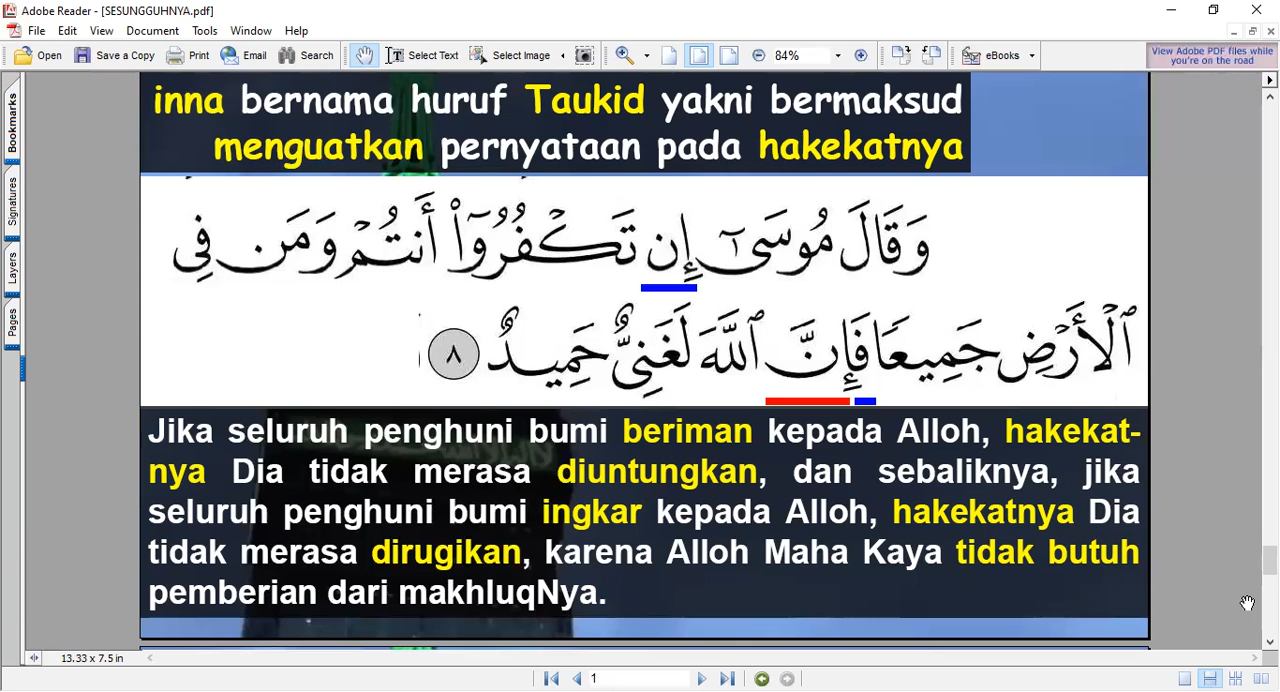 Adobe Reader - [SESUNGGUHNYA.pdf]
File Edit View Document Tools Window Help
Open Save a Copy Print Email Search Select Text Select Image 84% eBooks View Adobe PDF files while
you're on the road
Bookmarks
Signatures
Layers
Pages
inna bernama huruf Taukid yakni bermaksud
menguatkan pernyataan pada hakekatnya
وَقَالَ مُوسَىٰٓ إِن تَكْفُرُوٓا۟ أَنتُمْ وَمَن فِى
ٱلْأَرْضِ جَمِيعًا فَإِنَّ ٱللَّهَ لَغَنِىٌّ حَمِيدٌ ٨
Jika seluruh penghuni bumi beriman kepada Alloh, hakekat-
nya Dia tidak merasa diuntungkan, dan sebaliknya, jika
seluruh penghuni bumi ingkar kepada Alloh, hakekatnya Dia
tidak merasa dirugikan, karena Alloh Maha Kaya tidak butuh
pemberian dari makhluqNya.
13.33 x 7.5 in
1